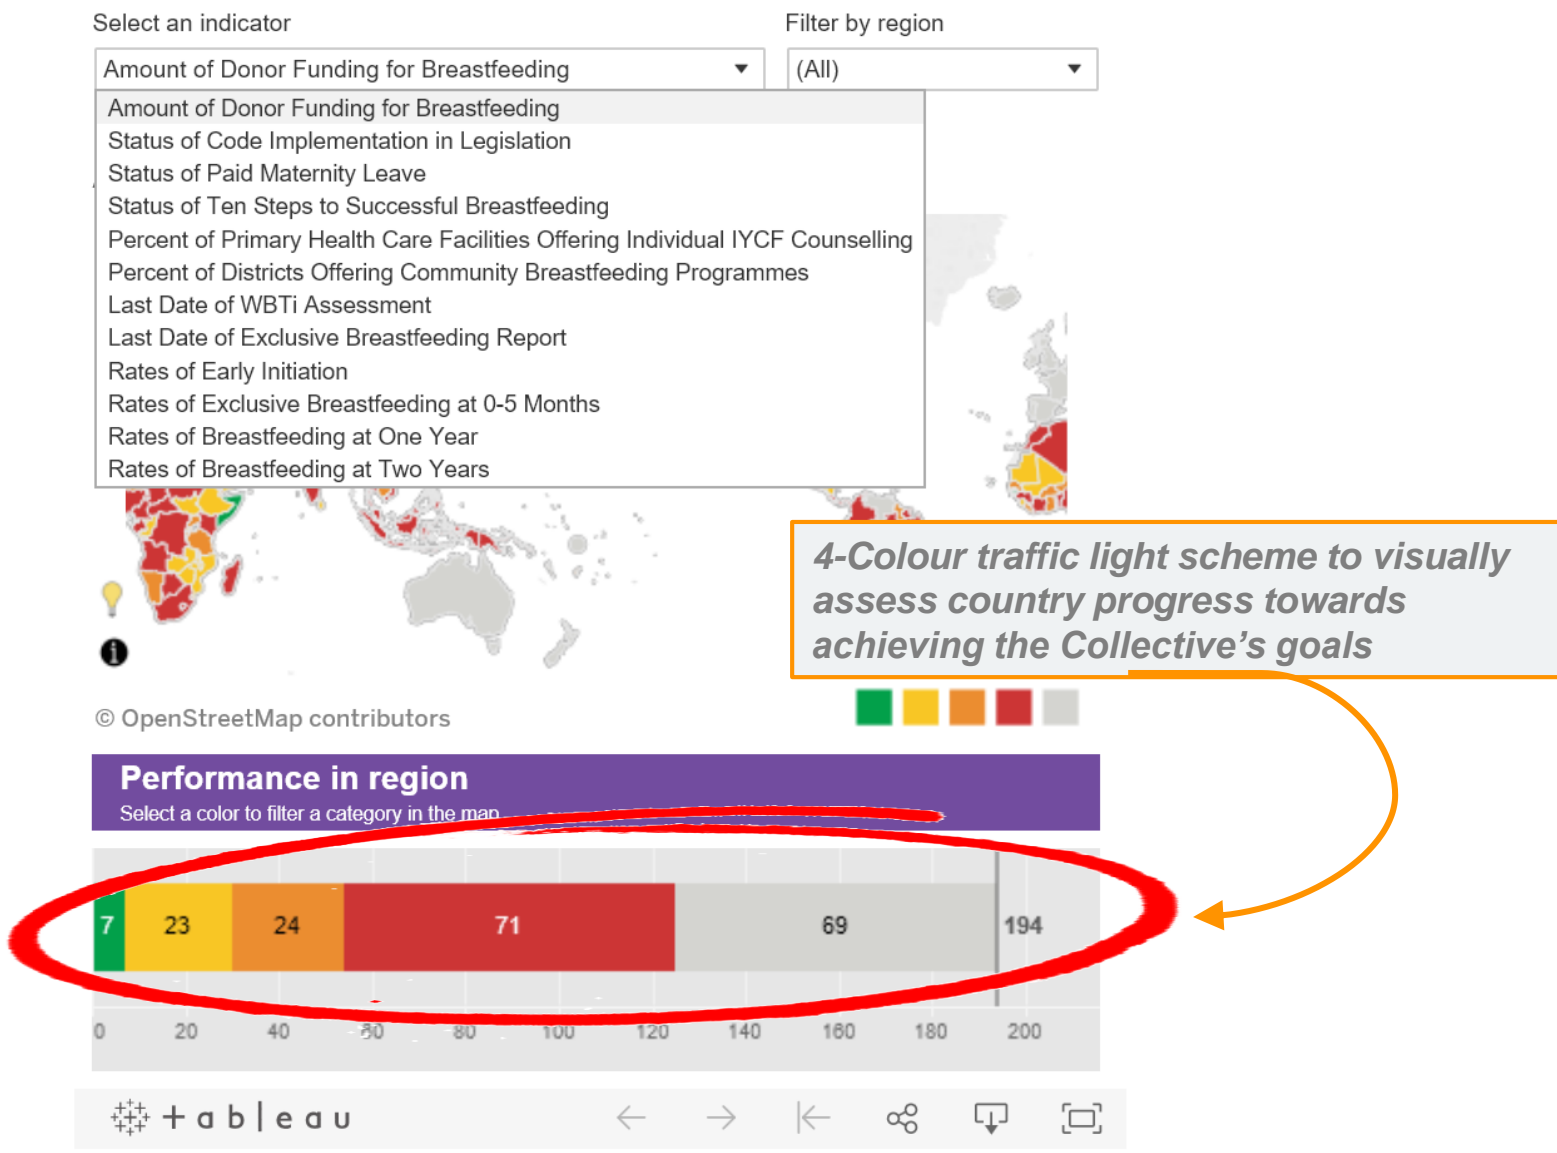 Select an indicator
Filter by region
Amount of Donor Funding for Breastfeeding
(All)
Amount of Donor Funding for Breastfeeding
Status of Code Implementation in Legislation
Status of Paid Maternity Leave
Status of Ten Steps to Successful Breastfeeding
Percent of Primary Health Care Facilities Offering Individual IYCF Counselling
Percent of Districts Offering Community Breastfeeding Programmes
Last Date of WBTi Assessment
Last Date of Exclusive Breastfeeding Report
Rates of Early Initiation
Rates of Exclusive Breastfeeding at 0-5 Months
Rates of Breastfeeding at One Year
Rates of Breastfeeding at Two Years
4-Colour traffic light scheme to visually
assess country progress towards
achieving the Collective's goals
© OpenStreetMap contributors
Performance in region
Select a color to filter a category in the map
7 23 24 71 69 194
0 20 40 60 80 100 120 140 160 180 200
+ableau